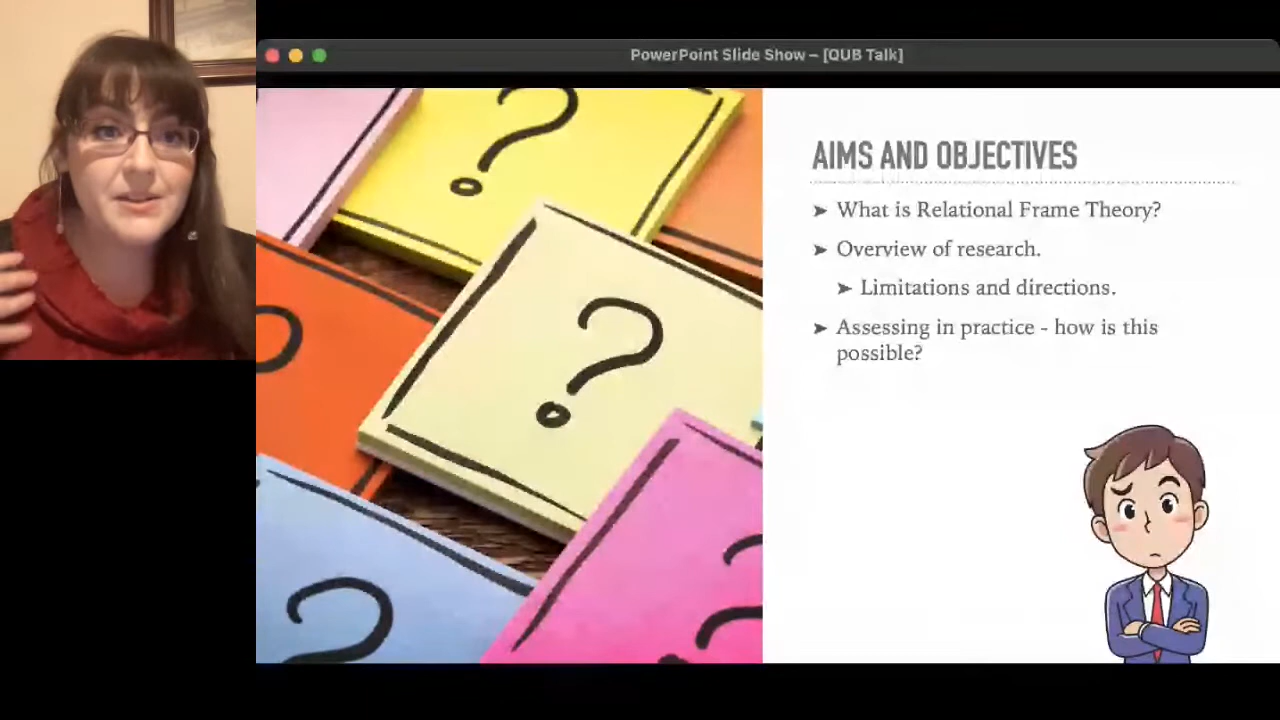 PowerPoint Slide Show – [QUB Talk]
AIMS AND OBJECTIVES
➤ What is Relational Frame Theory?
➤ Overview of research.
➤ Limitations and directions.
➤ Assessing in practice - how is this
possible?
?
?
?
?
?
?